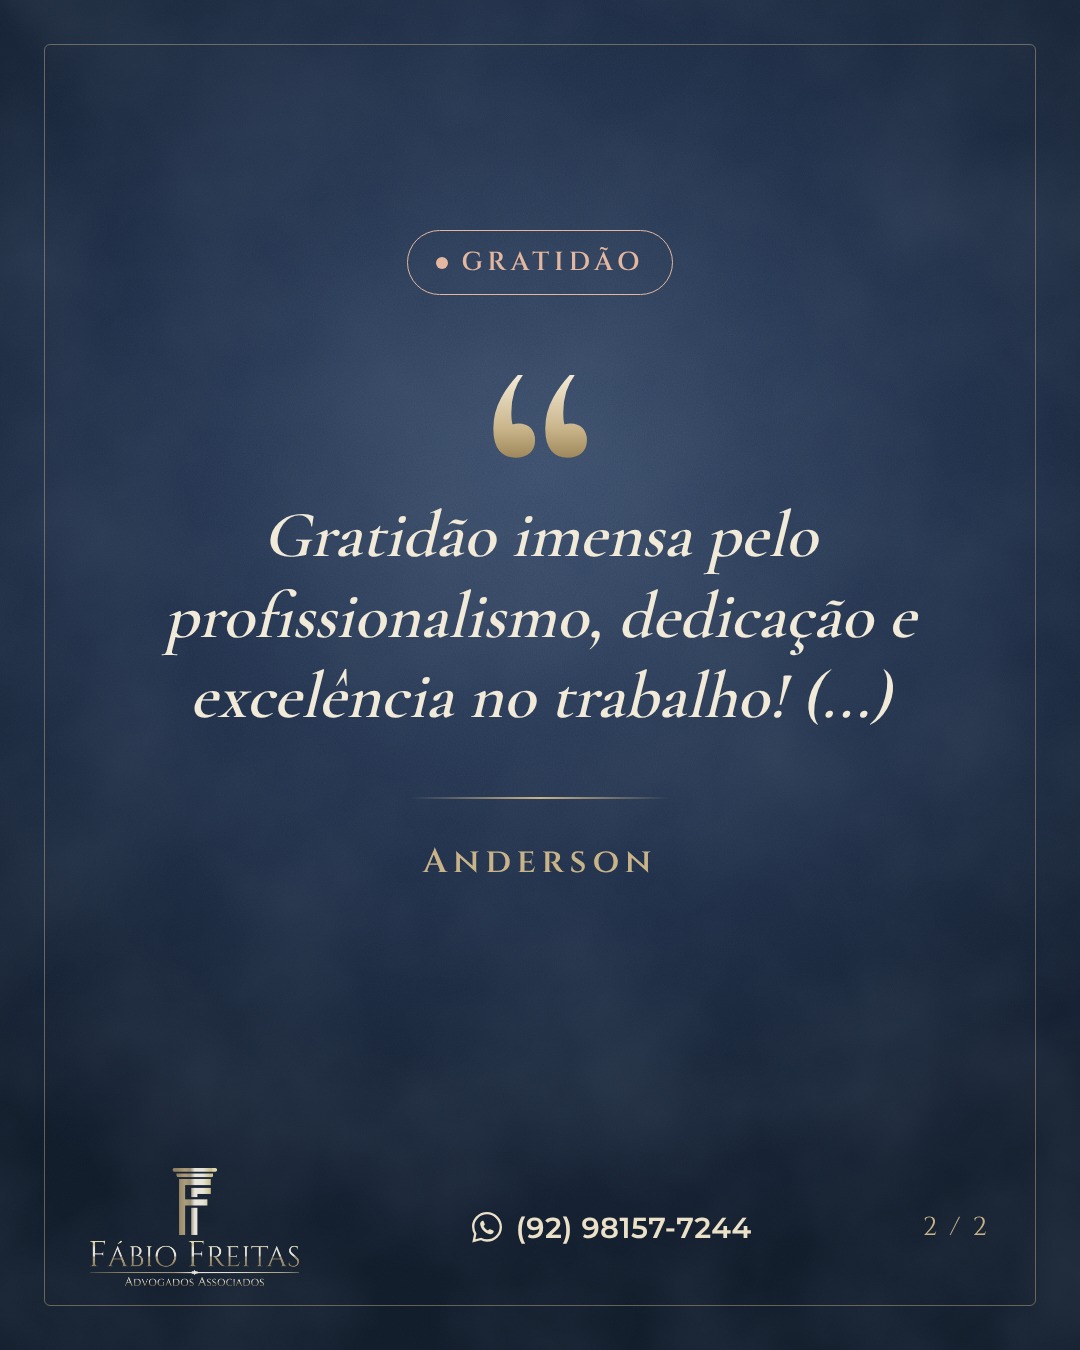 GRATIDÃO
“
Gratidão imensa pelo
profissionalismo, dedicação e
excelência no trabalho! (...)
ANDERSON
FÁBIO FREITAS
ADVOGADOS ASSOCIADOS
(92) 98157-7244
2 / 2